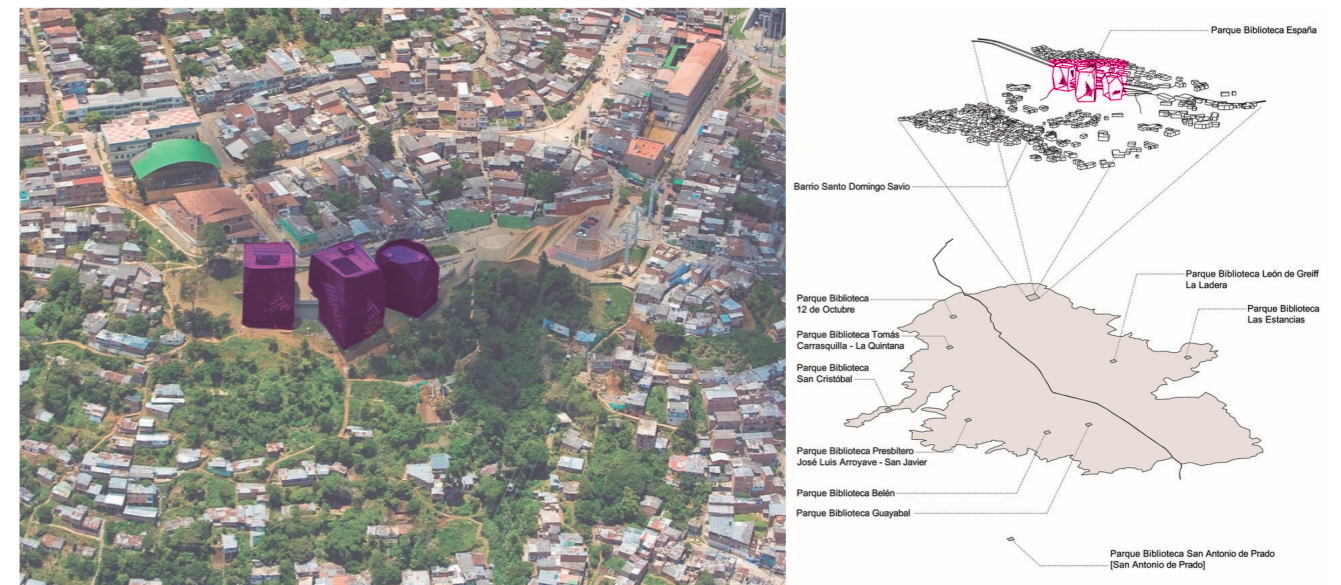 Parque Biblioteca España
Barrio Santo Domingo Savio
Parque Biblioteca León de Greiff
La Ladera
Parque Biblioteca
12 de Octubre
Parque Biblioteca
Las Estancias
Parque Biblioteca Tomás
Carrasquilla - La Quintana
Parque Biblioteca
San Cristóbal
Parque Biblioteca Presbítero
José Luis Arroyave - San Javier
Parque Biblioteca Belén
Parque Biblioteca Guayabal
Parque Biblioteca San Antonio de Prado
[San Antonio de Prado]